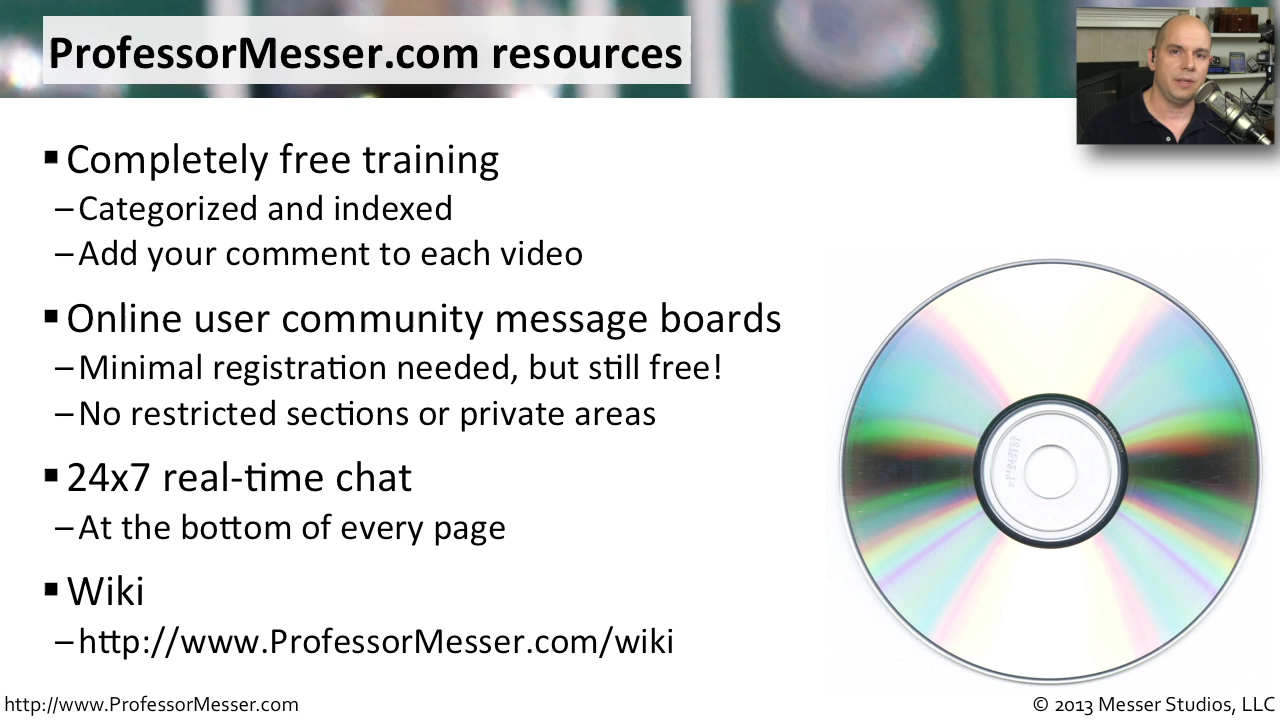 ProfessorMesser.com resources
▪ Completely free training
– Categorized and indexed
– Add your comment to each video
▪ Online user community message boards
– Minimal registration needed, but still free!
– No restricted sections or private areas
▪ 24x7 real-time chat
– At the bottom of every page
▪ Wiki
– http://www.ProfessorMesser.com/wiki
http://www.ProfessorMesser.com
© 2013 Messer Studios, LLC